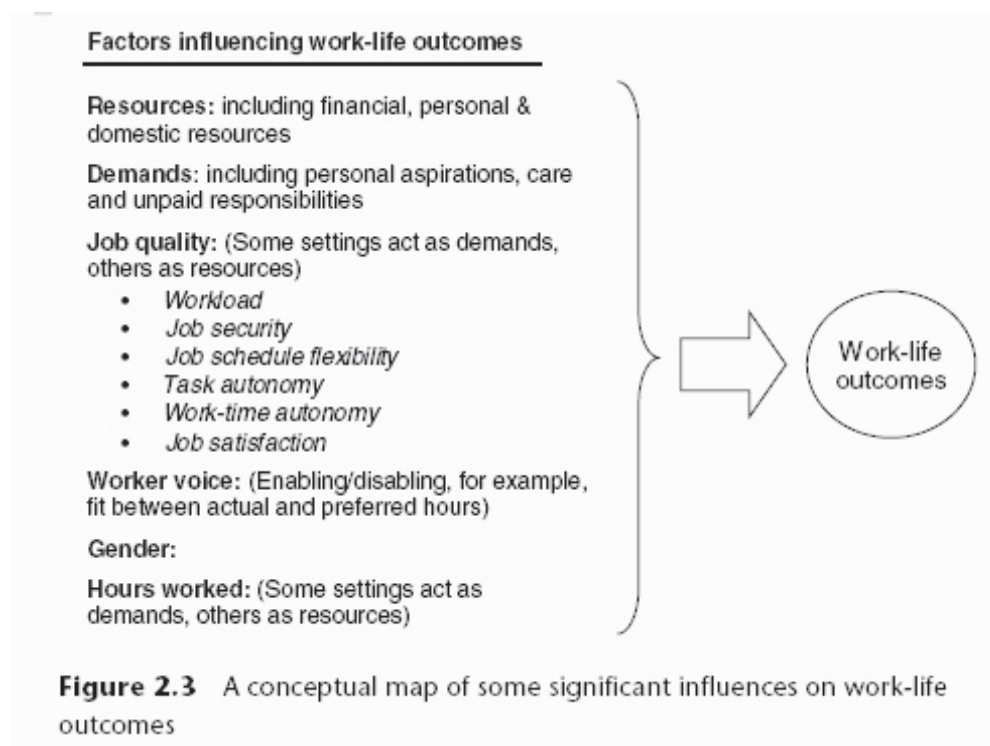 Factors influencing work-life outcomes
Resources: including financial, personal &
domestic resources
Demands: including personal aspirations, care
and unpaid responsibilities
Job quality: (Some settings act as demands,
others as resources)
• Workload
• Job security
• Job schedule flexibility
• Task autonomy
• Work-time autonomy
• Job satisfaction
Worker voice: (Enabling/disabling, for example,
fit between actual and preferred hours)
Gender:
Hours worked: (Some settings act as
demands, others as resources)
Work-life
outcomes
Figure 2.3 A conceptual map of some significant influences on work-life
outcomes